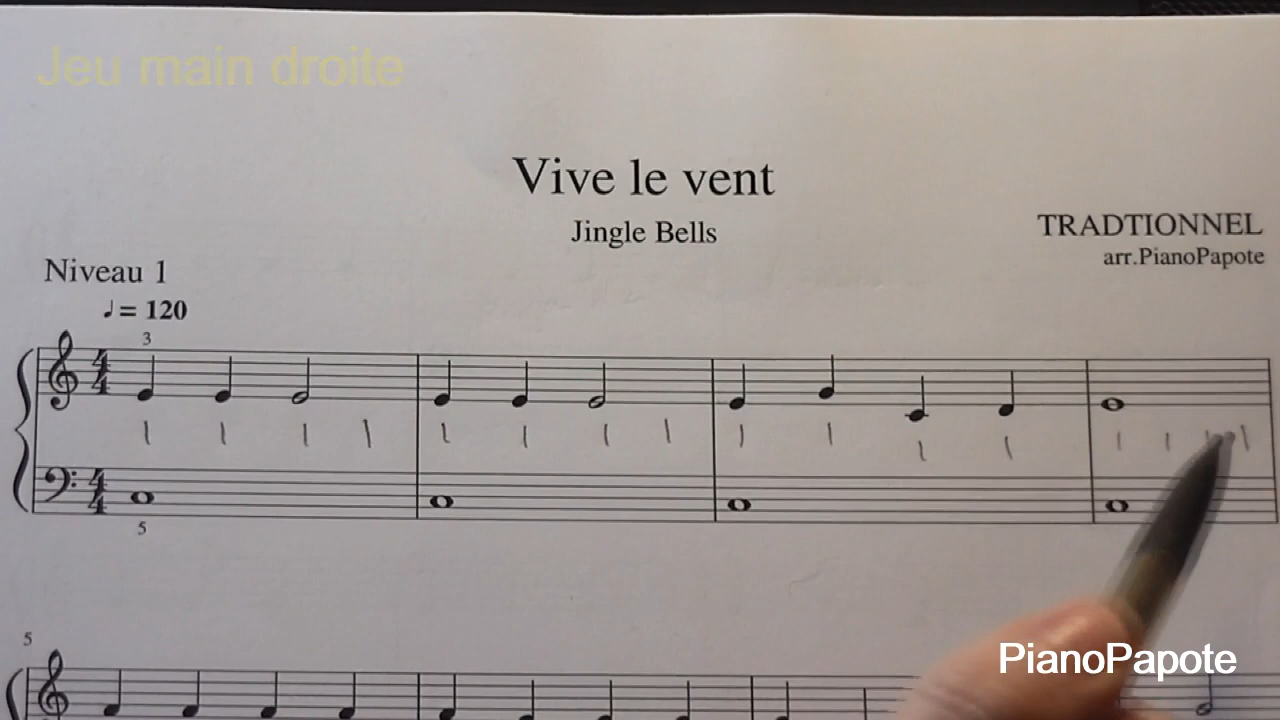 Jeu main droite
Vive le vent
Jingle Bells
TRADTIONNEL
arr.PianoPapote
Niveau 1
♩= 120
3
5
5
PianoPapote